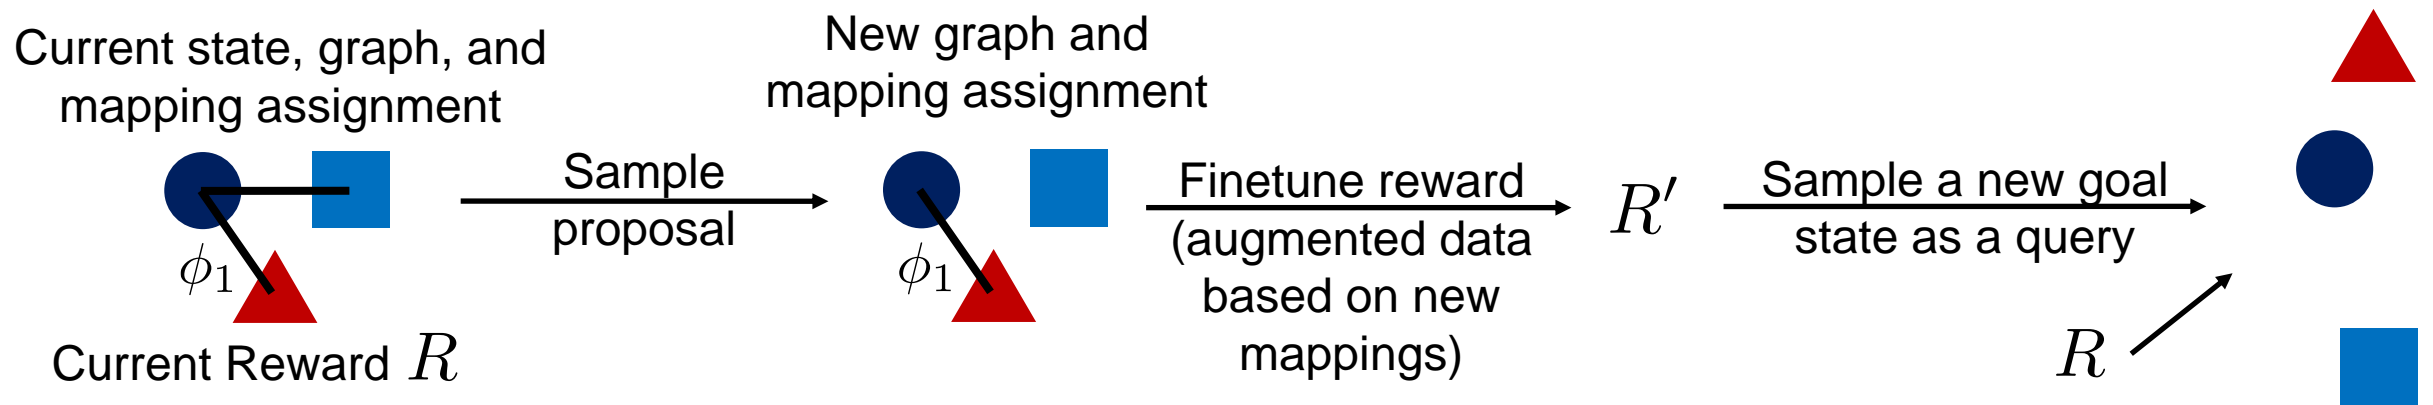 Current state, graph, and
mapping assignment
ϕ₁
Current Reward R
Sample
proposal
New graph and
mapping assignment
ϕ₁
Finetune reward
(augmented data
based on new
mappings)
R′
Sample a new goal
state as a query
R